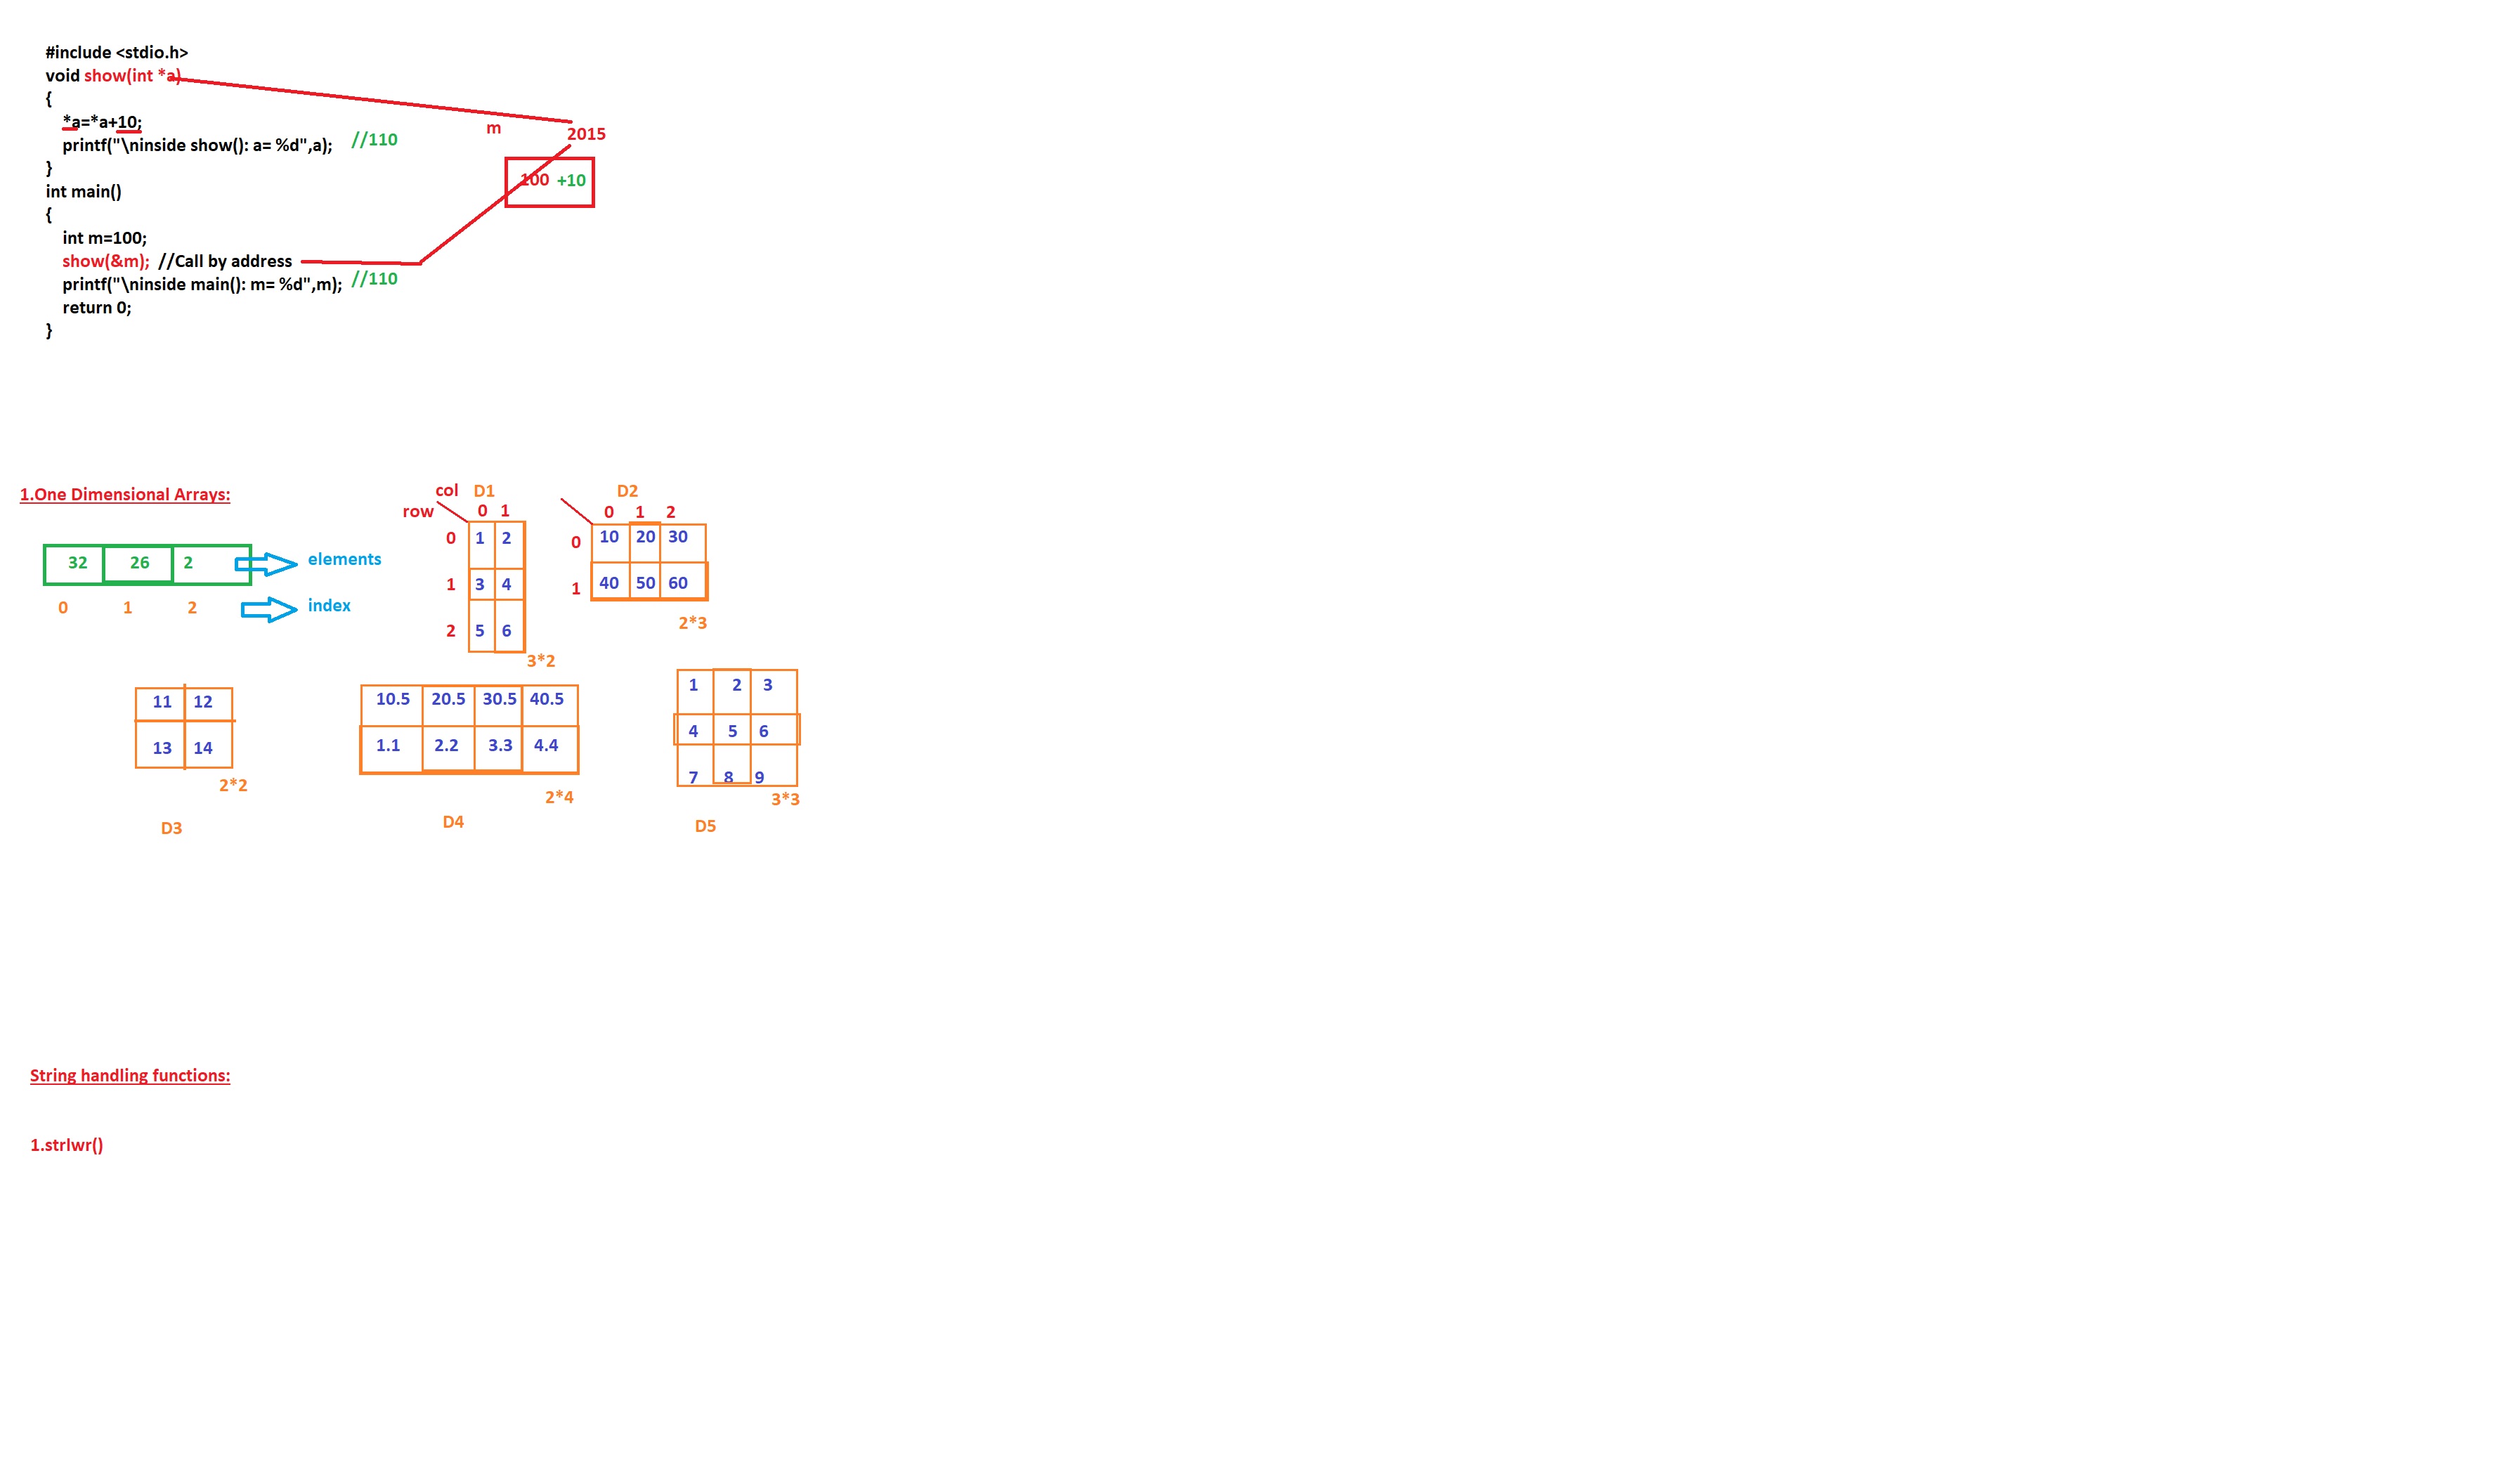 #include <stdio.h>
void show(int *a)
{
*a=*a+10;
printf("\ninside show(): a= %d",a); //110
}
int main()
{
int m=100;
show(&m); //Call by address
printf("\ninside main(): m= %d",m); //110
return 0;
}
m
2015
100 +10
1.One Dimensional Arrays:
32 26 2 elements
0 1 2 index
col D1
row 0 1
0 1 2
1 3 4
2 5 6
3*2
D2
0 1 2
0 10 20 30
1 40 50 60
2*3
11 12
13 14
2*2
D3
10.5 20.5 30.5 40.5
1.1 2.2 3.3 4.4
2*4
D4
1 2 3
4 5 6
7 8 9
3*3
D5
String handling functions:
1.strlwr()